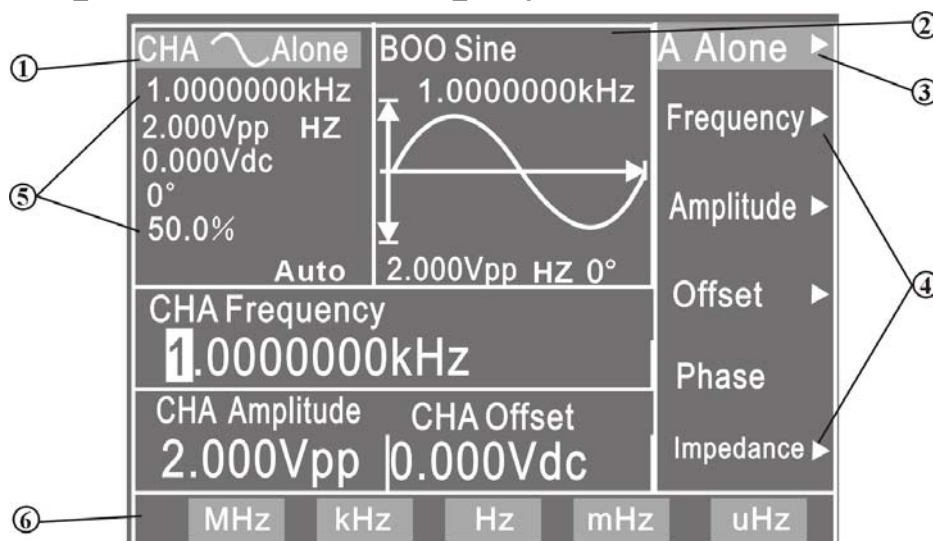 CHA Alone
1.0000000kHz
2.000Vpp HZ
0.000Vdc
0°
50.0%
Auto
BOO Sine
1.0000000kHz
2.000Vpp HZ 0°
A Alone
Frequency
Amplitude
Offset
Phase
Impedance
CHA Frequency
1.0000000kHz
CHA Amplitude
2.000Vpp
CHA Offset
0.000Vdc
MHz kHz Hz mHz uHz
①
⑤
⑥
②
③
④